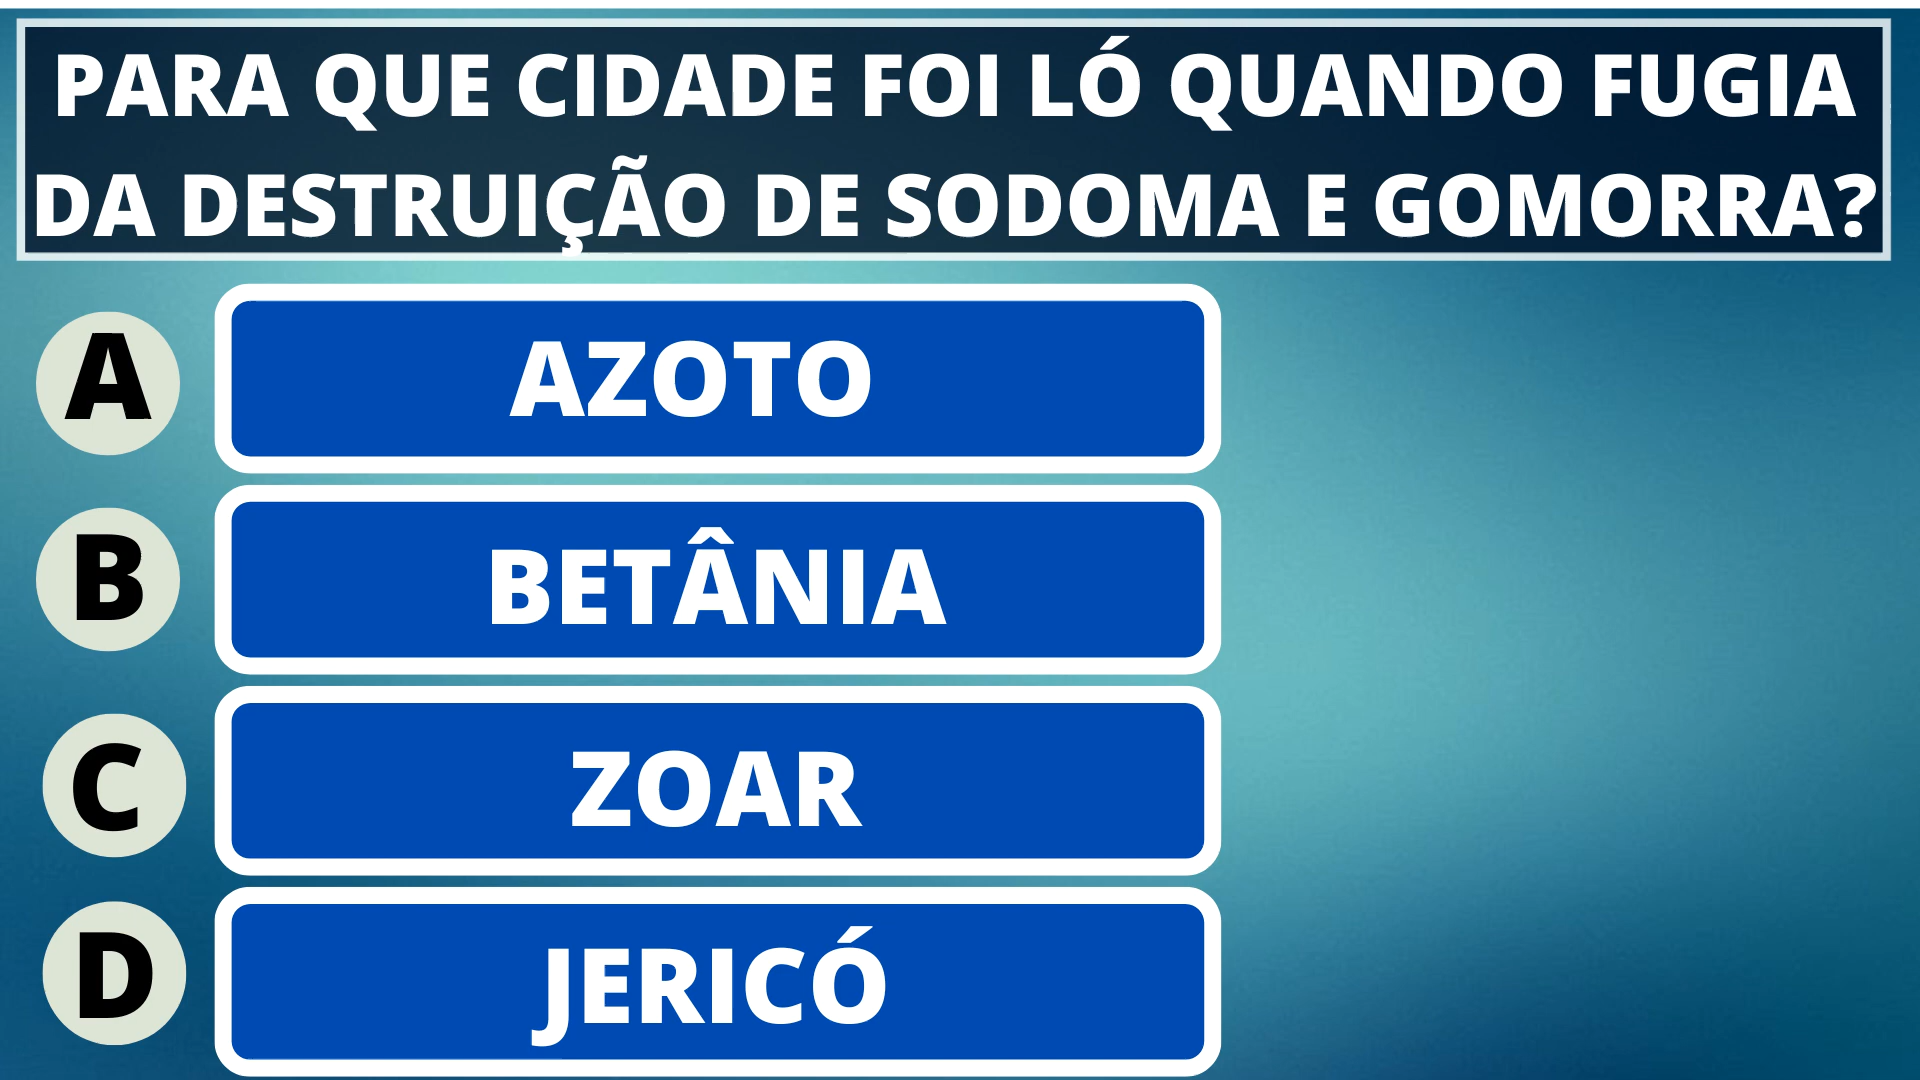 PARA QUE CIDADE FOI LÓ QUANDO FUGIA
DA DESTRUIÇÃO DE SODOMA E GOMORRA?
A AZOTO
B BETÂNIA
C ZOAR
D JERICÓ